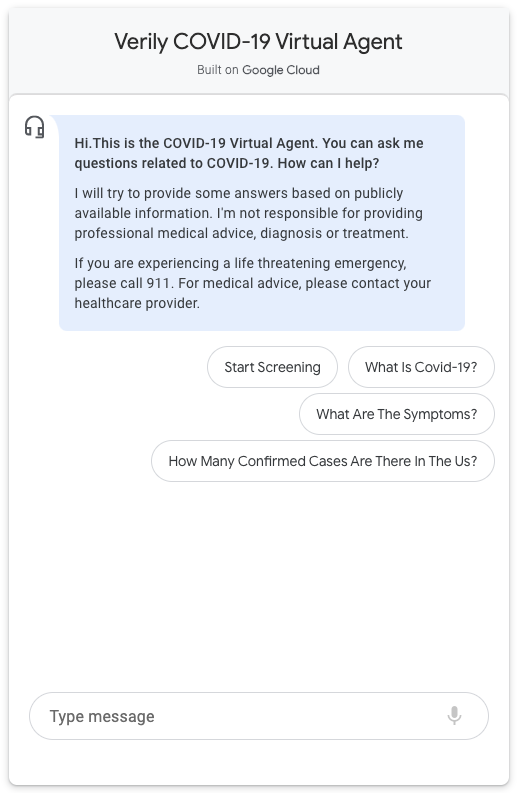 Verily COVID-19 Virtual Agent
Built on Google Cloud
Hi.This is the COVID-19 Virtual Agent. You can ask me
questions related to COVID-19. How can I help?
I will try to provide some answers based on publicly
available information. I'm not responsible for providing
professional medical advice, diagnosis or treatment.
If you are experiencing a life threatening emergency,
please call 911. For medical advice, please contact your
healthcare provider.
Start Screening
What Is Covid-19?
What Are The Symptoms?
How Many Confirmed Cases Are There In The Us?
Type message